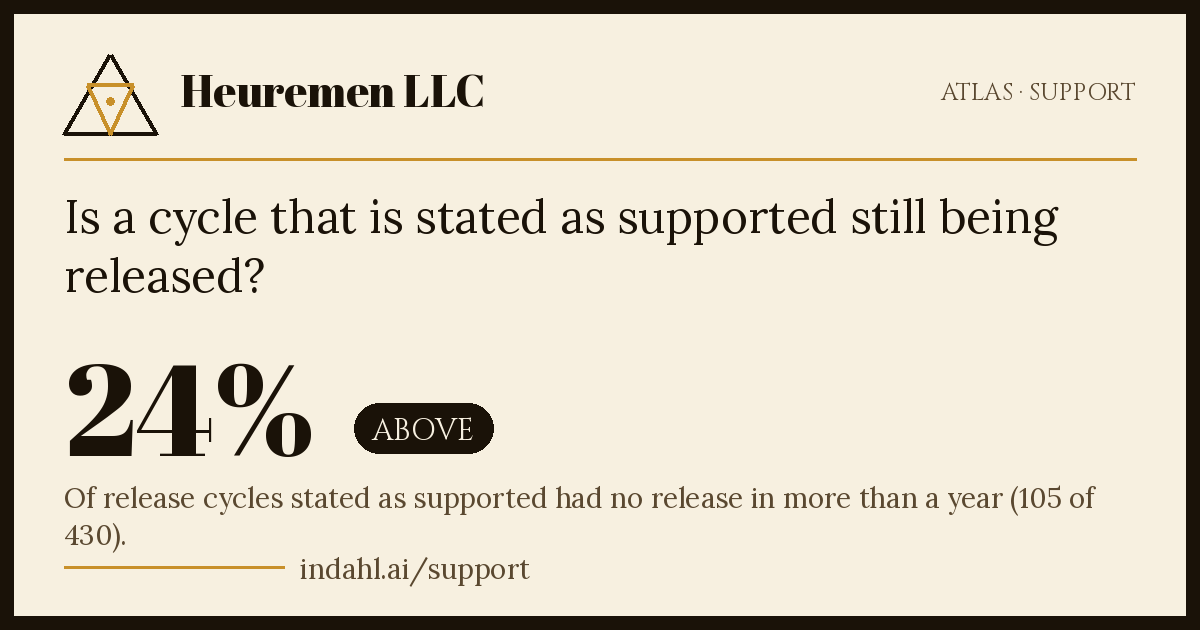 Heuremen LLC
ATLAS · SUPPORT
Is a cycle that is stated as supported still being
released?
24%
ABOVE
Of release cycles stated as supported had no release in more than a year (105 of
430).
indahl.ai/support